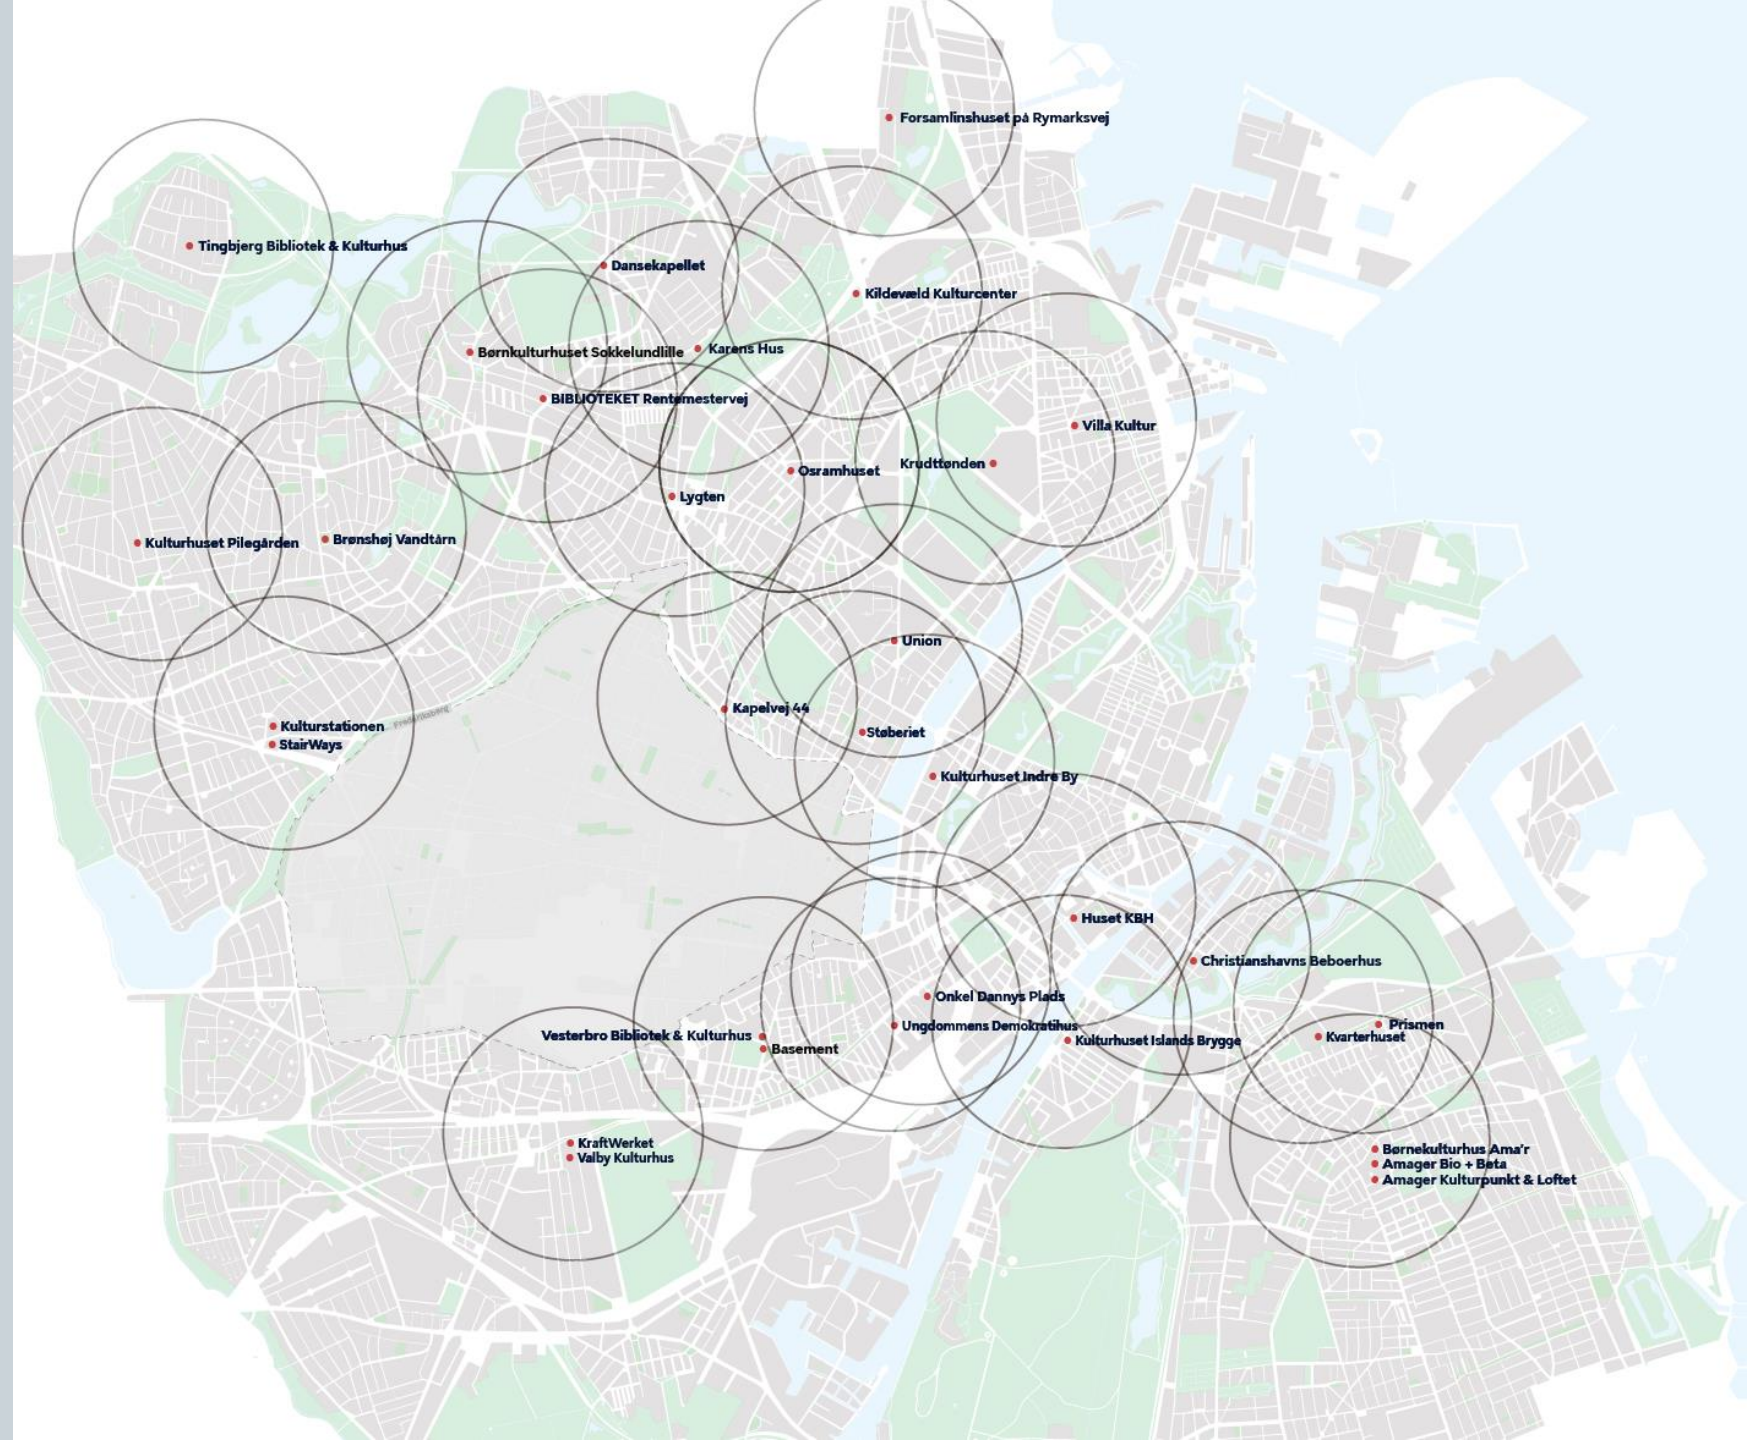 Forsamlinshuset på Rymarksvej
Tingbjerg Bibliotek & Kulturhus
Dansekapellet
Kildevæld Kulturcenter
Børnkulturhuset Sokkelundlille
Karens Hus
BIBLIOTEKET Rentemestervej
Villa Kultur
Krudttønden
Osramhuset
Lygten
Kulturhuset Pilegården
Brønshøj Vandtårn
Union
Kapelvej 44
Frederiksberg
Kulturstationen
StairWays
Støberiet
Kulturhuset Indre By
Huset KBH
Christianshavns Beboerhus
Onkel Dannys Plads
Ungdommens Demokratihus
Prismen
Kvarterhuset
Vesterbro Bibliotek & Kulturhus
Kulturhuset Islands Brygge
Basement
KraftWerket
Valby Kulturhus
Børnekulturhus Ama'r
Amager Bio + Beta
Amager Kulturpunkt & Loftet